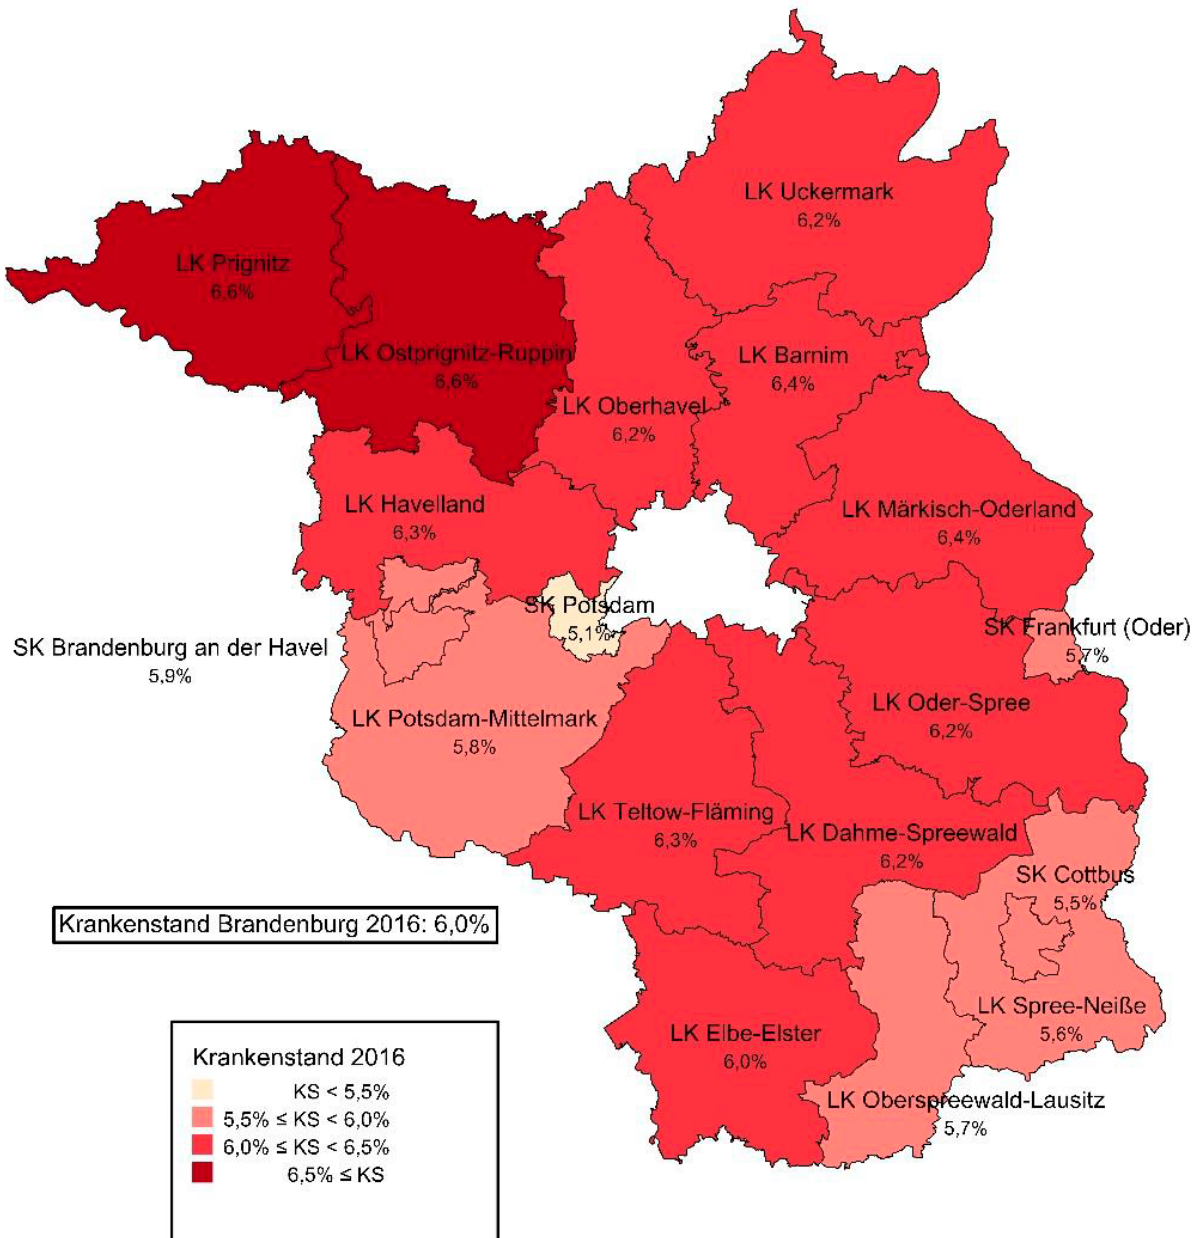 LK Uckermark
6,2%
LK Prignitz
6,6%
LK Ostprignitz-Ruppin
6,6%
LK Barnim
6,4%
LK Oberhavel
6,2%
LK Havelland
6,3%
LK Märkisch-Oderland
6,4%
SK Potsdam
5,1%
SK Frankfurt (Oder)
5,7%
SK Brandenburg an der Havel
5,9%
LK Potsdam-Mittelmark
5,8%
LK Oder-Spree
6,2%
LK Teltow-Fläming
6,3%
LK Dahme-Spreewald
6,2%
SK Cottbus
5,5%
Krankenstand Brandenburg 2016: 6,0%
LK Spree-Neiße
5,6%
LK Elbe-Elster
6,0%
LK Oberspreewald-Lausitz
5,7%
Krankenstand 2016
KS < 5,5%
5,5% ≤ KS < 6,0%
6,0% ≤ KS < 6,5%
6,5% ≤ KS